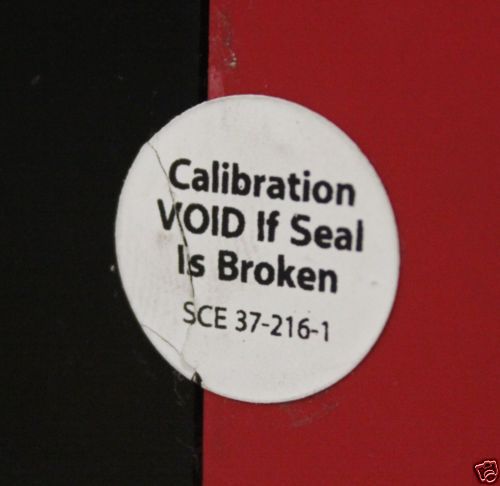 Calibration
VOID If Seal
Is Broken
SCE 37-216-1